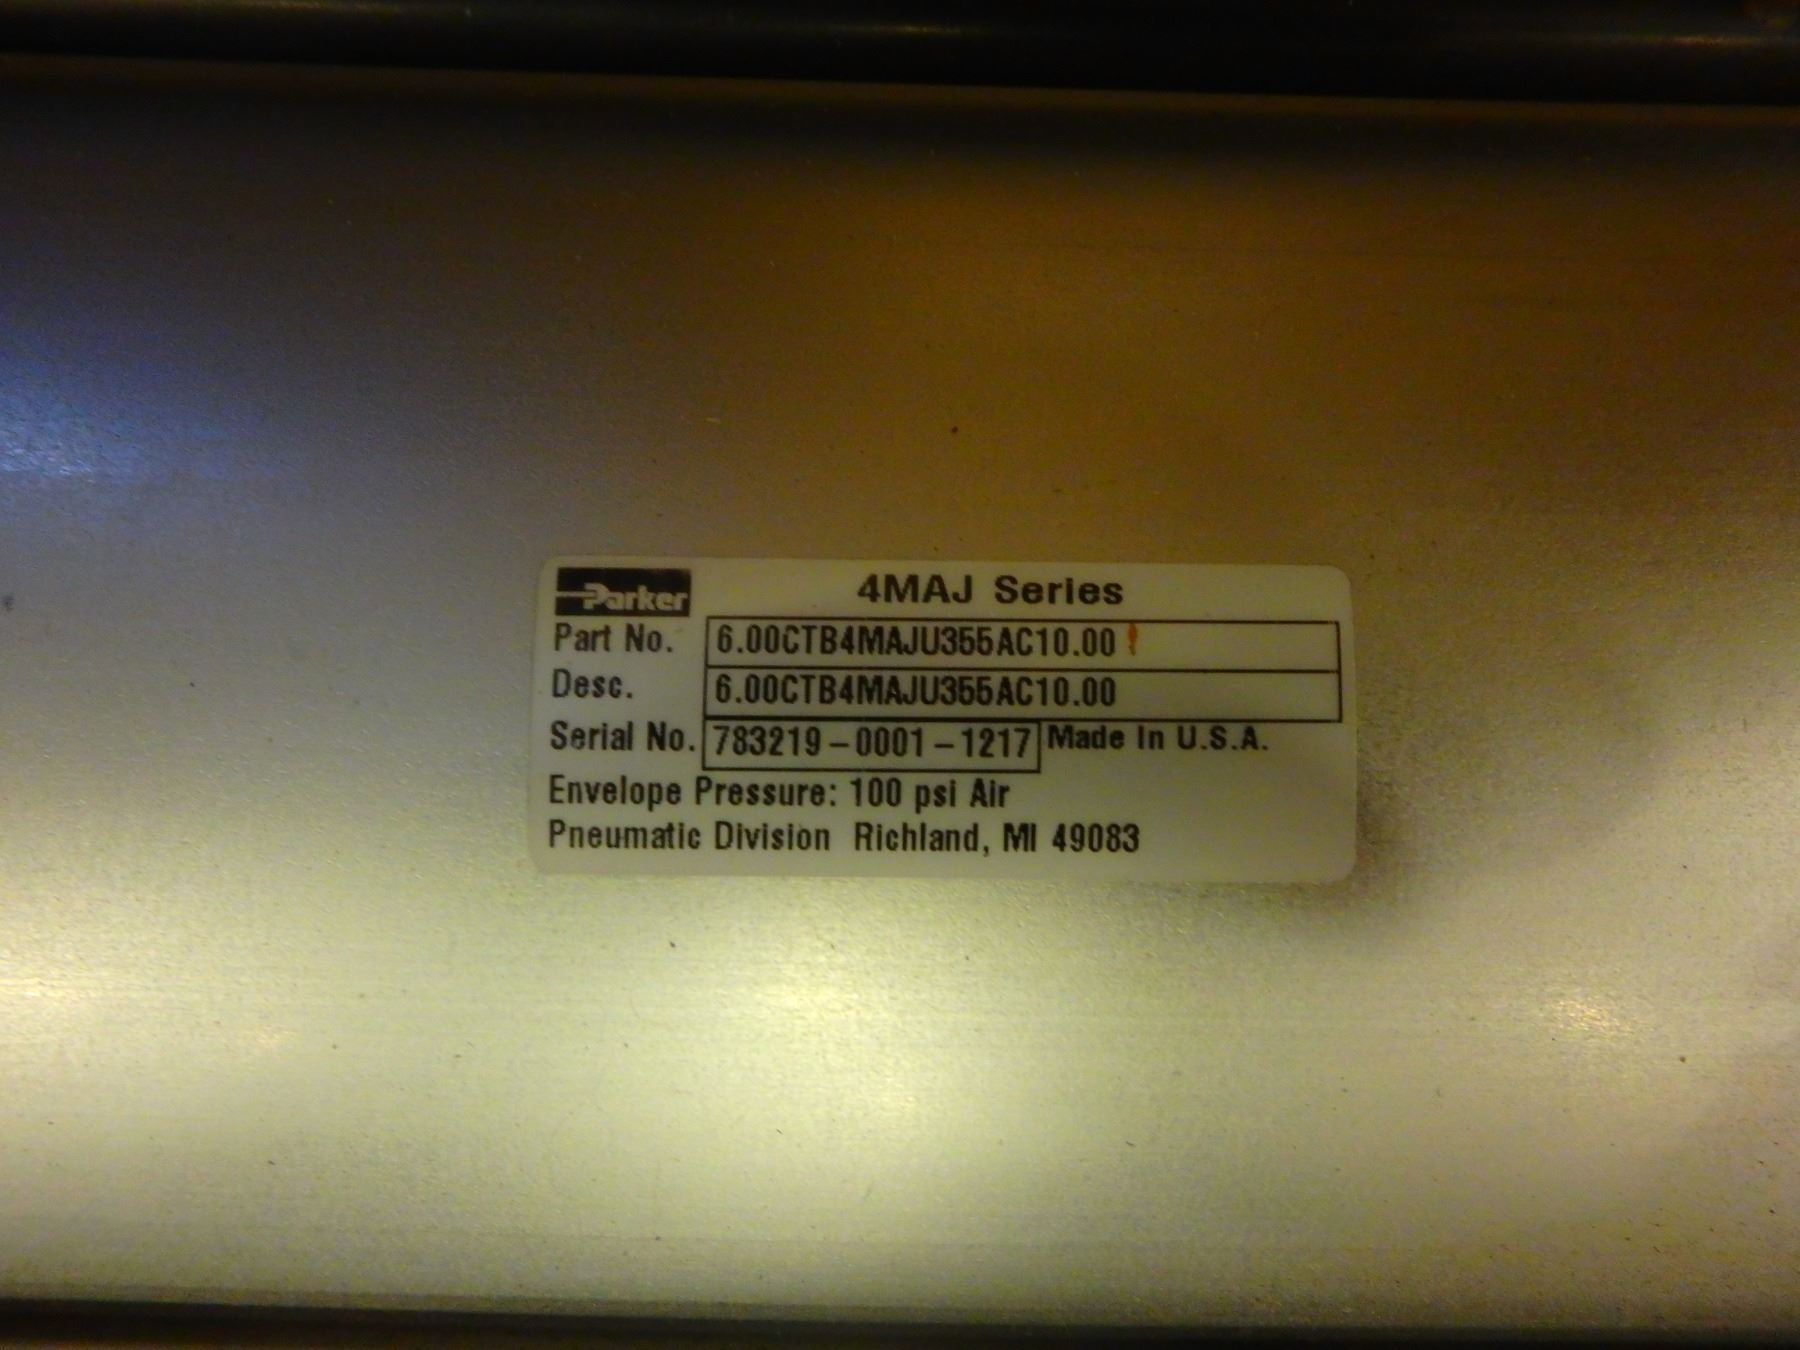 Parker 4MAJ Series
Part No. 6.00CTB4MAJU355AC10.00
Desc. 6.00CTB4MAJU355AC10.00
Serial No. 783219-0001-1217 Made In U.S.A.
Envelope Pressure: 100 psi Air
Pneumatic Division Richland, MI 49083